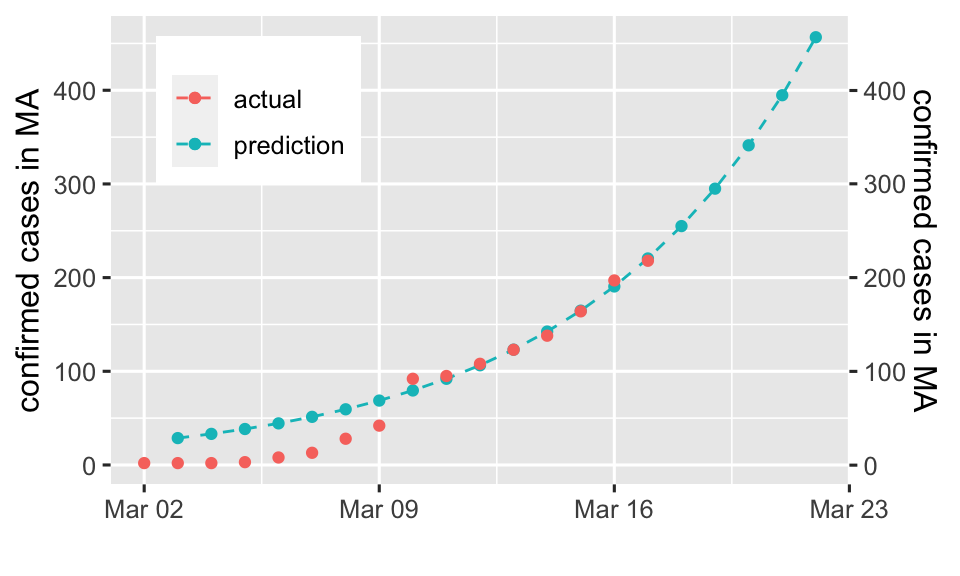 confirmed cases in MA
400
300
200
100
0
actual
prediction
400
300
200
100
0
confirmed cases in MA
Mar 02
Mar 09
Mar 16
Mar 23